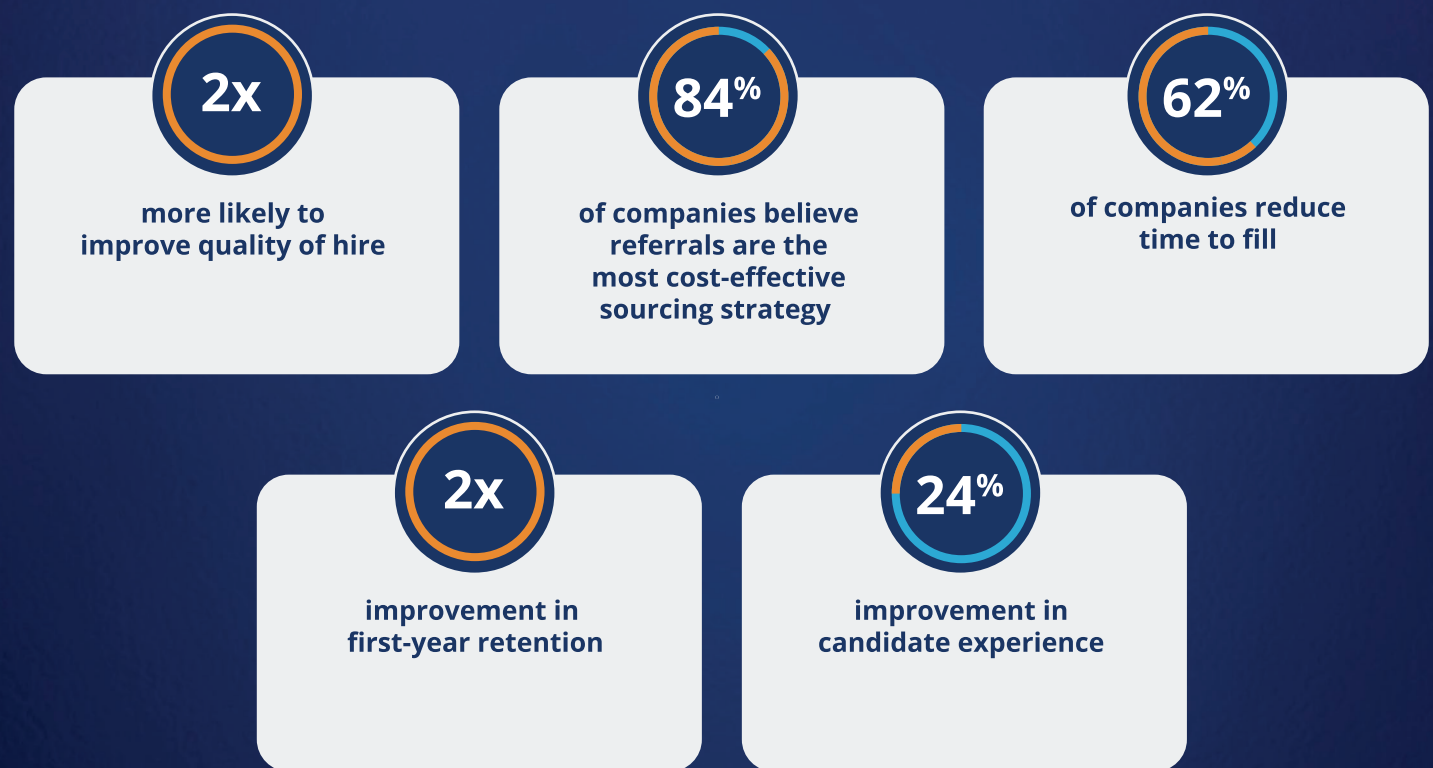 2x
more likely to
improve quality of hire
84%
of companies believe
referrals are the
most cost-effective
sourcing strategy
62%
of companies reduce
time to fill
2x
improvement in
first-year retention
24%
improvement in
candidate experience